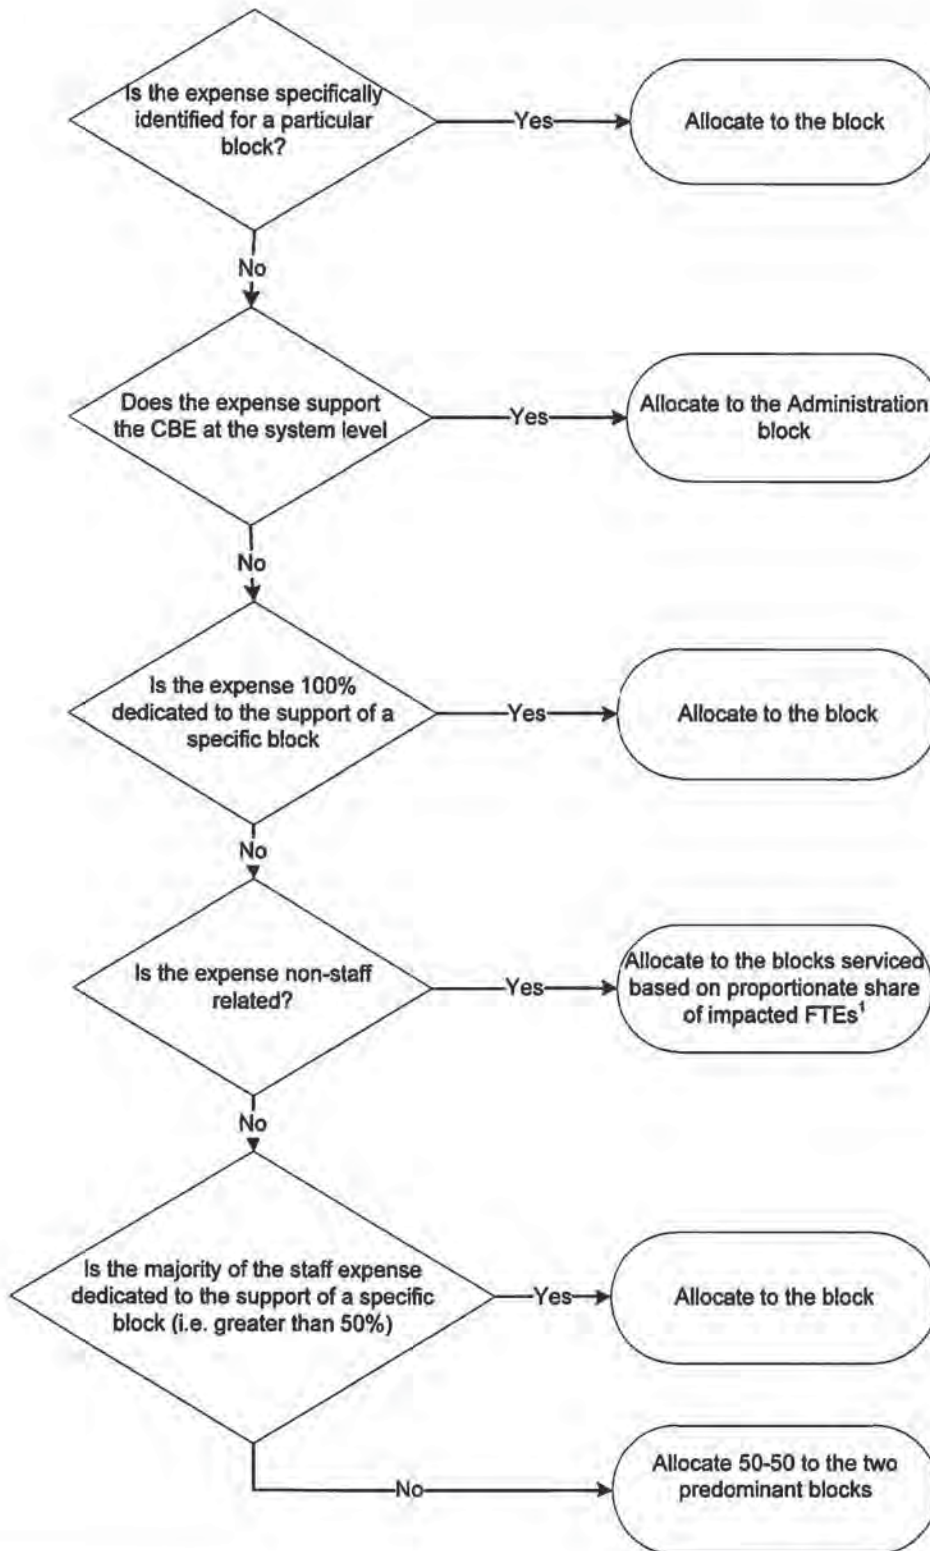 Is the expense specifically
identified for a particular
block?
Yes
Allocate to the block
No
Does the expense support
the CBE at the system level
Yes
Allocate to the Administration
block
No
Is the expense 100%
dedicated to the support of a
specific block
Yes
Allocate to the block
No
Is the expense non-staff
related?
Yes
Allocate to the blocks serviced
based on proportionate share
of impacted FTEs¹
No
Is the majority of the staff expense
dedicated to the support of a specific
block (i.e. greater than 50%)
Yes
Allocate to the block
No
Allocate 50-50 to the two
predominant blocks